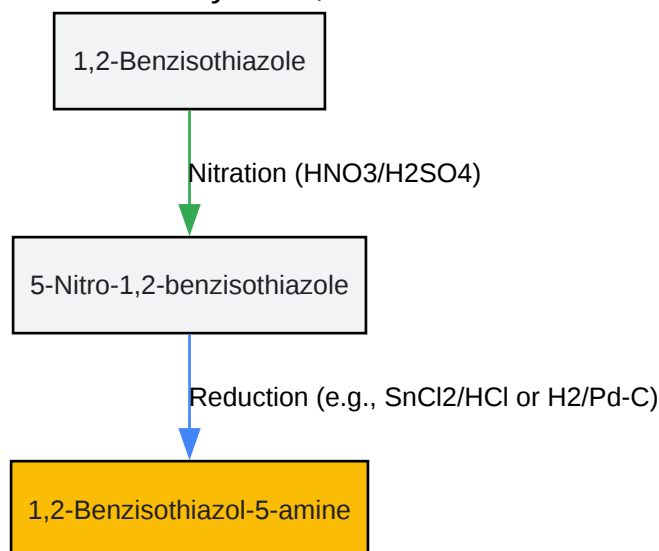 1,2-Benzisothiazole
Nitration (HNO3/H2SO4)
5-Nitro-1,2-benzisothiazole
Reduction (e.g., SnCl2/HCl or H2/Pd-C)
1,2-Benzisothiazol-5-amine